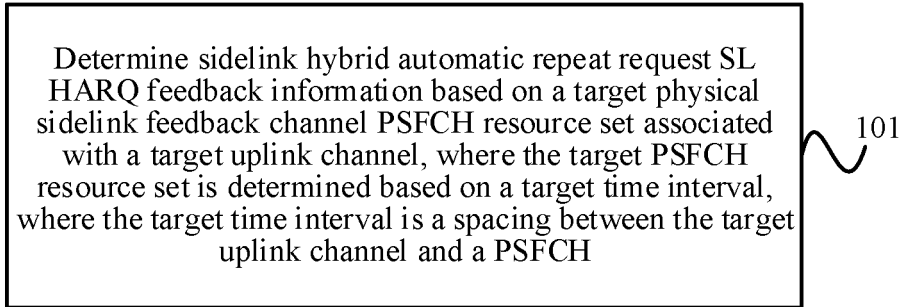 Determine sidelink hybrid automatic repeat request SL
HARQ feedback information based on a target physical
sidelink feedback channel PSFCH resource set associated
with a target uplink channel, where the target PSFCH
resource set is determined based on a target time interval,
where the target time interval is a spacing between the target
uplink channel and a PSFCH
101